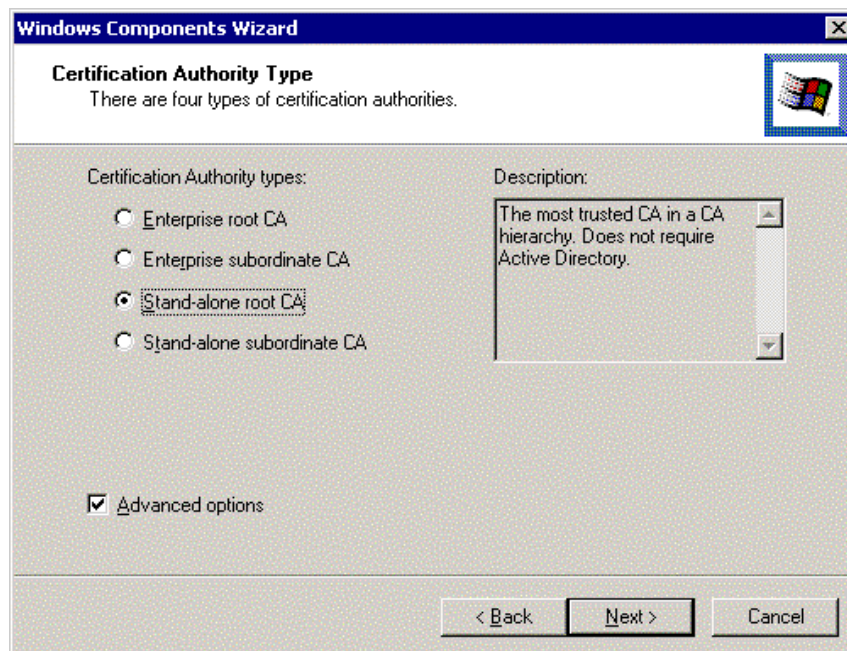 Windows Components Wizard
Certification Authority Type
There are four types of certification authorities.
Certification Authority types:
Enterprise root CA
Enterprise subordinate CA
Stand-alone root CA
Stand-alone subordinate CA
Description:
The most trusted CA in a CA
hierarchy. Does not require
Active Directory.
Advanced options
< Back
Next >
Cancel